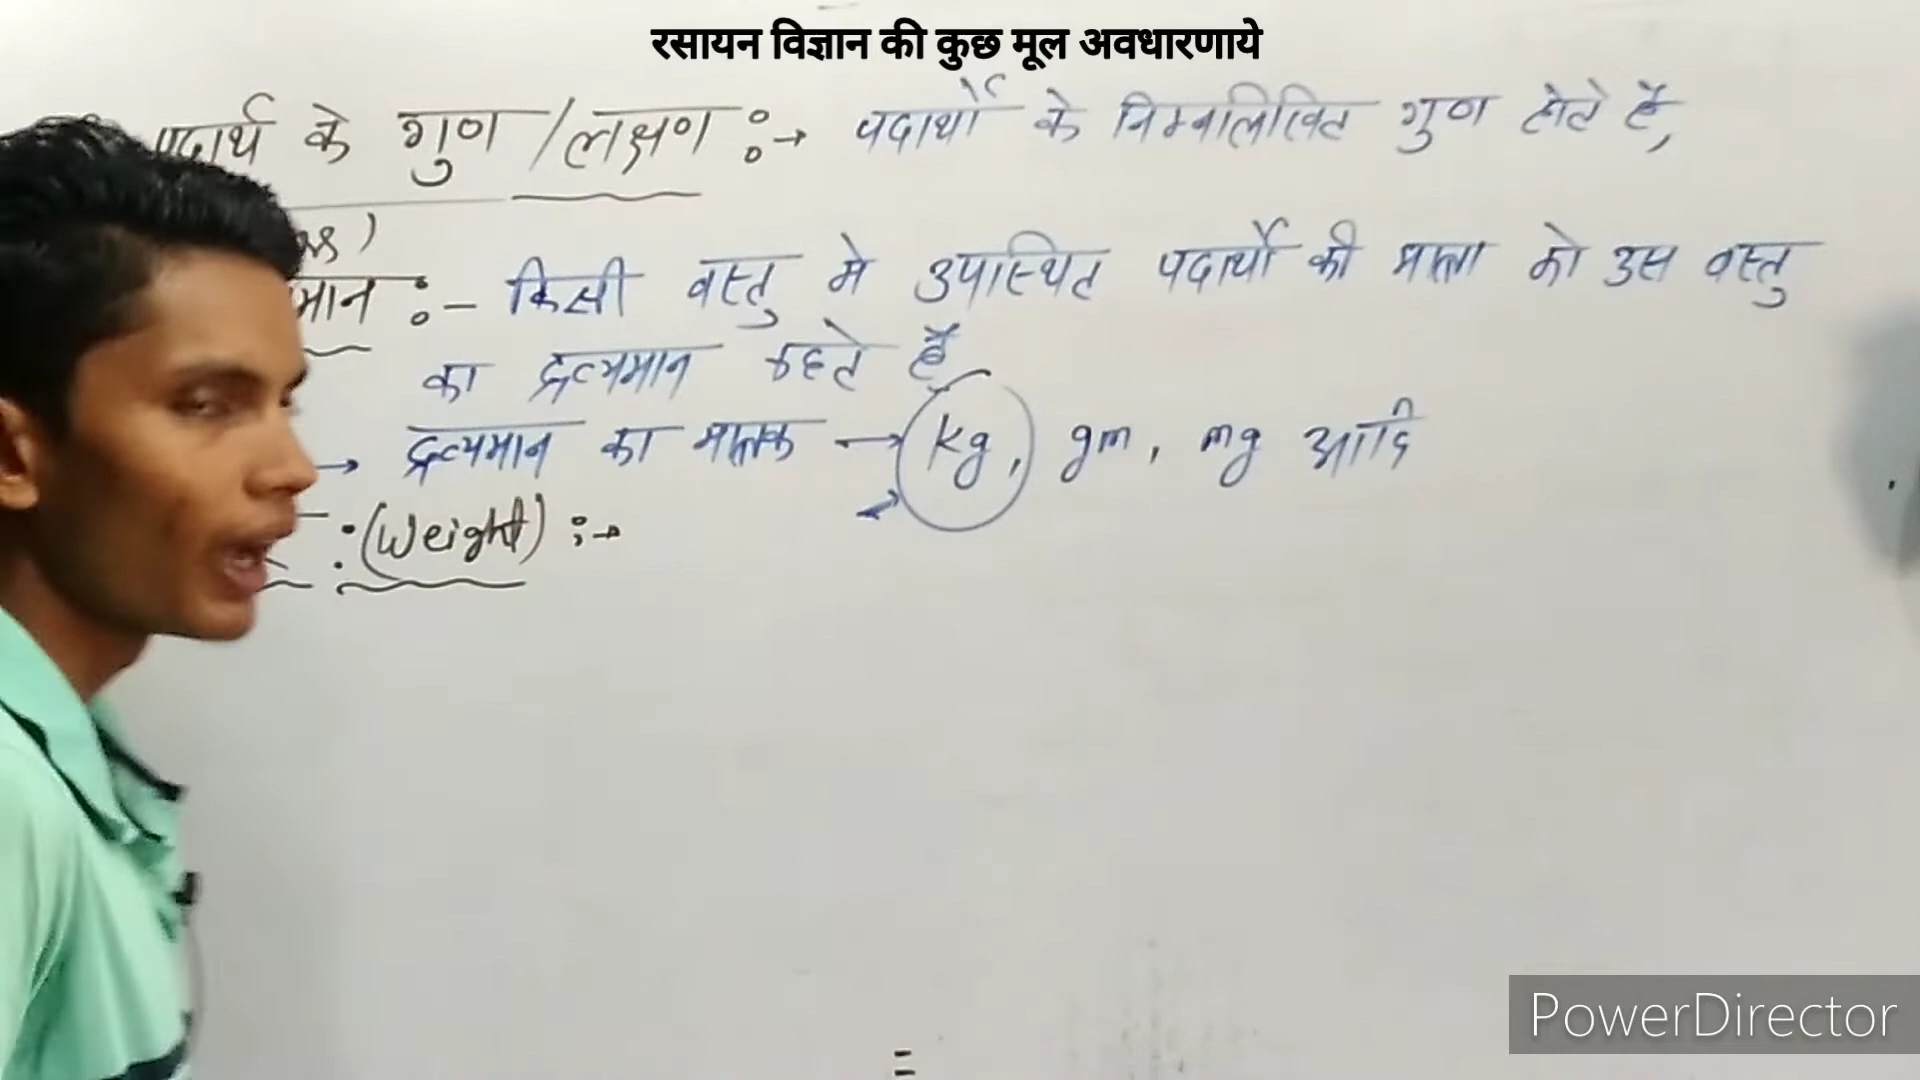 रसायन विज्ञान की कुछ मूल अवधारणाये
पदार्थ के गुण /लक्षण :→ पदार्थो के निम्नलिखित गुण होते है,
मान :- किसी वस्तु मे उपस्थित पदार्थो की मात्रा को उस वस्तु
का द्रव्यमान कहते है
→ द्रव्यमान का मात्रक → kg, gm, mg आदि
:(Weight) :→
PowerDirector